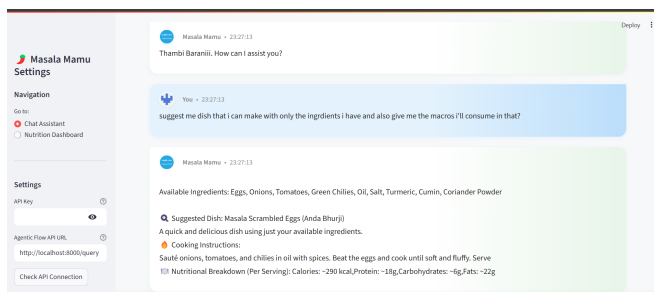 Deploy
🌶️ Masala Mamu
Settings
Navigation
Go to:
Chat Assistant
Nutrition Dashboard
Settings
API Key
Agentic Flow API URL
http://localhost:8000/query
Check API Connection
Masala Mamu • 23:27:13
Thambi Baraniii. How can I assist you?
You • 23:27:13
suggest me dish that i can make with only the ingrdients i have and also give me the macros i'll consume in that?
Masala Mamu • 23:27:13
Available Ingredients: Eggs, Onions, Tomatoes, Green Chilies, Oil, Salt, Turmeric, Cumin, Coriander Powder
🔍 Suggested Dish: Masala Scrambled Eggs (Anda Bhurji)
A quick and delicious dish using just your available ingredients.
🔥 Cooking Instructions:
Sauté onions, tomatoes, and chilies in oil with spices. Beat the eggs and cook until soft and fluffy. Serve
🍽️ Nutritional Breakdown (Per Serving): Calories: ~290 kcal,Protein: ~18g,Carbohydrates: ~6g,Fats: ~22g